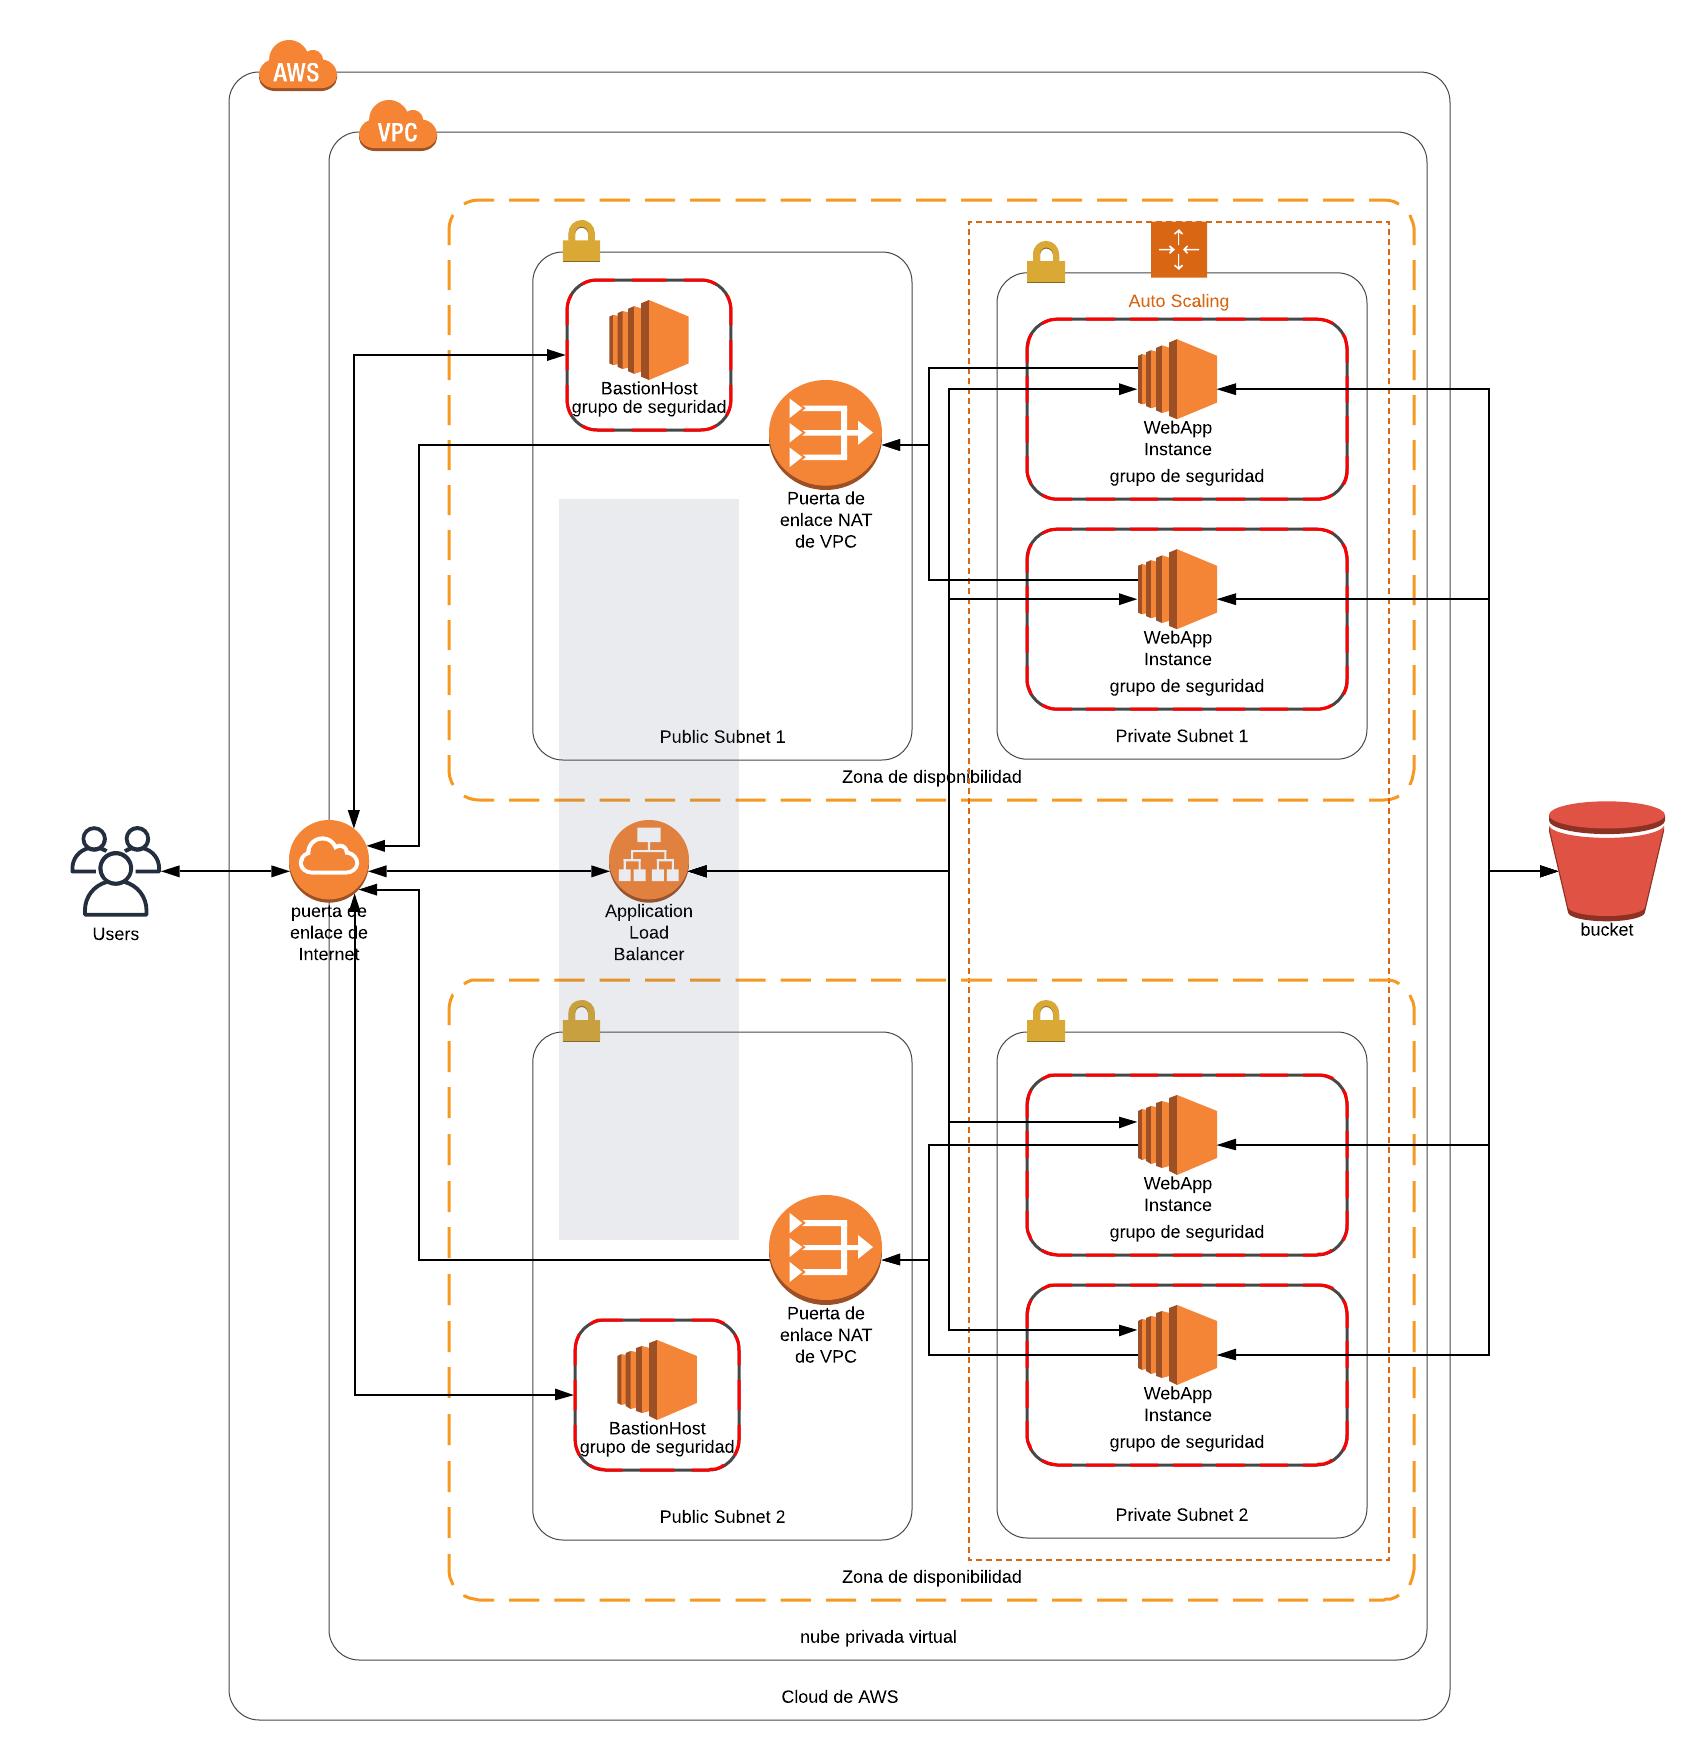 AWS
VPC
Auto Scaling
BastionHost
grupo de seguridad
WebApp
Instance
grupo de seguridad
Puerta de
enlace NAT
de VPC
WebApp
Instance
grupo de seguridad
Public Subnet 1
Private Subnet 1
Zona de disponibilidad
Users
puerta de
enlace de
Internet
Application
Load
Balancer
bucket
WebApp
Instance
grupo de seguridad
Puerta de
enlace NAT
de VPC
WebApp
Instance
grupo de seguridad
BastionHost
grupo de seguridad
Public Subnet 2
Private Subnet 2
Zona de disponibilidad
nube privada virtual
Cloud de AWS